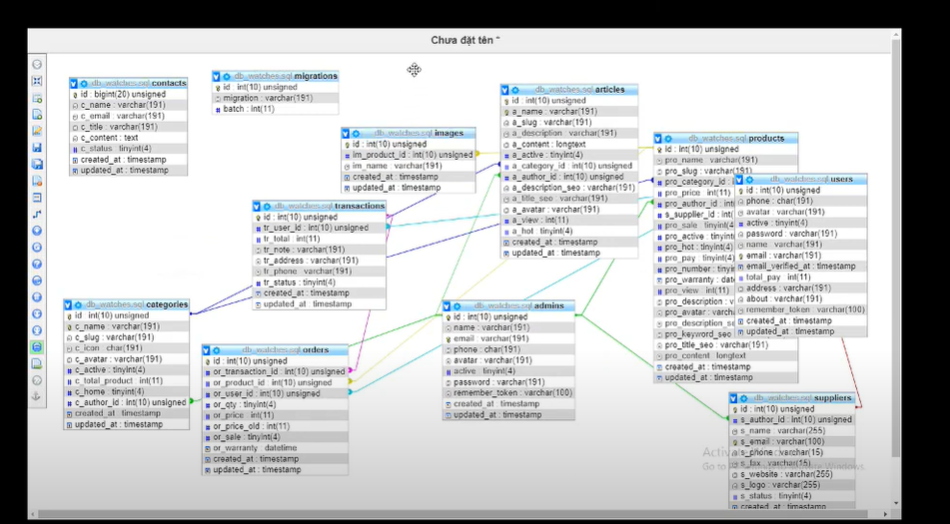 Chưa đặt tên *
db_watches.sql contacts
id : bigint(20) unsigned
c_name : varchar(191)
c_email : varchar(191)
c_title : varchar(191)
c_content : text
c_status : tinyint(4)
created_at : timestamp
updated_at : timestamp
db_watches.sql migrations
id : int(10) unsigned
migration : varchar(191)
batch : int(11)
db_watches.sql images
id : int(10) unsigned
im_product_id : int(10) unsigned
im_name : varchar(191)
created_at : timestamp
updated_at : timestamp
db_watches.sql articles
id : int(10) unsigned
a_name : varchar(191)
a_slug : varchar(191)
a_description : varchar(191)
a_content : longtext
a_active : tinyint(4)
a_category_id : int(10) unsigned
a_author_id : int(10) unsigned
a_description_seo : varchar(191)
a_title_seo : varchar(191)
a_avatar : varchar(191)
a_view : int(11)
a_hot : tinyint(4)
created_at : timestamp
updated_at : timestamp
db_watches.sql products
id : int(10) unsigned
pro_name : varchar(191)
pro_slug : varchar(191)
pro_category_id :
pro_price : int(11)
pro_author_id : int
s_supplier_id : int
pro_sale : tinyint(4)
pro_active : tinyint
pro_hot : tinyint(4)
pro_pay : tinyint(4)
pro_number : tinyint
pro_warranty : date
pro_view : int(11)
pro_description : v
pro_avatar : varchar
pro_description_se
pro_keyword_seo
pro_title_seo : varchar(191)
pro_content : longtext
created_at : timestamp
updated_at : timestamp
db_watches.sql users
id : int(10) unsigned
phone : char(191)
avatar : varchar(191)
active : tinyint(4)
password : varchar(191)
name : varchar(191)
email : varchar(191)
email_verified_at : timestamp
total_pay : int(11)
address : varchar(191)
about : varchar(191)
remember_token : varchar(100)
created_at : timestamp
updated_at : timestamp
db_watches.sql transactions
id : int(10) unsigned
tr_user_id : int(10) unsigned
tr_total : int(11)
tr_note : varchar(191)
tr_address : varchar(191)
tr_phone : varchar(191)
tr_status : tinyint(4)
created_at : timestamp
updated_at : timestamp
db_watches.sql categories
id : int(10) unsigned
c_name : varchar(191)
c_slug : varchar(191)
c_icon : char(191)
c_avatar : varchar(191)
c_active : tinyint(4)
c_total_product : int(11)
c_home : tinyint(4)
c_author_id : int(10) unsigned
created_at : timestamp
updated_at : timestamp
db_watches.sql orders
id : int(10) unsigned
or_transaction_id : int(10) unsigned
or_product_id : int(10) unsigned
or_user_id : int(10) unsigned
or_qty : tinyint(4)
or_price : int(11)
or_price_old : int(11)
or_sale : tinyint(4)
or_warranty : datetime
created_at : timestamp
updated_at : timestamp
db_watches.sql admins
id : int(10) unsigned
name : varchar(191)
email : varchar(191)
phone : char(191)
avatar : varchar(191)
active : tinyint(4)
password : varchar(191)
remember_token : varchar(100)
created_at : timestamp
updated_at : timestamp
db_watches.sql suppliers
id : int(10) unsigned
s_author_id : int(10) unsigned
s_name : varchar(255)
s_email : varchar(100)
s_phone : varchar(15)
s_fax : varchar(15)
s_website : varchar(255)
s_logo : varchar(255)
s_status : tinyint(4)
created_at : timestamp